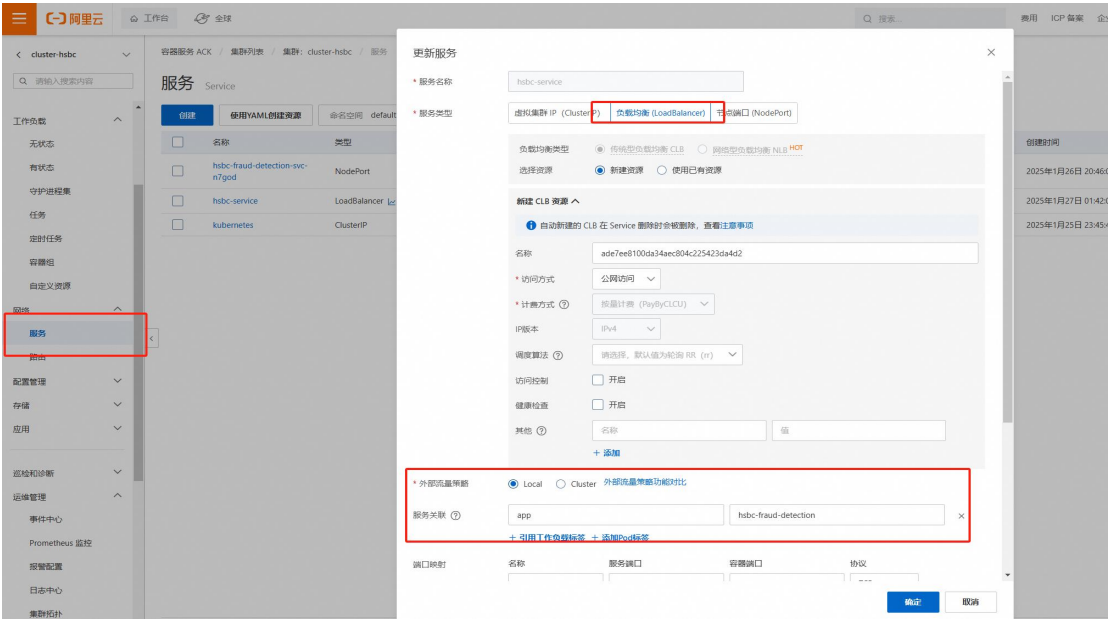 阿里云 工作台 全球 搜索... 费用 ICP 备案
cluster-hsbc
请输入搜索内容
工作负载
无状态
有状态
守护进程集
任务
定时任务
容器组
自定义资源
网络
服务
路由
配置管理
存储
应用
巡检和诊断
运维管理
事件中心
Prometheus 监控
报警配置
日志中心
集群拓扑
容器服务 ACK / 集群列表 / 集群: cluster-hsbc / 服务
服务 Service
创建 使用YAML创建资源 命名空间 default
名称 类型 创建时间
hsbc-fraud-detection-svc-
n7god NodePort 2025年1月26日 20:46:0
hsbc-service LoadBalancer 2025年1月27日 01:42:0
kubernetes ClusterIP 2025年1月25日 23:45:4
更新服务
* 服务名称 hsbc-service
* 服务类型 虚拟集群 IP (ClusterIP) 负载均衡 (LoadBalancer) 节点端口 (NodePort)
负载均衡类型 传统型负载均衡 CLB 网络型负载均衡 NLB HOT
选择资源 新建资源 使用已有资源
新建 CLB 资源
自动新建的 CLB 在 Service 删除时会被删除，查看注意事项
名称 ade7ee8100da34aec804c225423da4d2
* 访问方式 公网访问
* 计费方式 按量计费 (PayByCLCU)
IP版本 IPv4
调度算法 请选择，默认值为轮询 RR (rr)
访问控制 开启
健康检查 开启
其他 名称 值
+ 添加
* 外部流量策略 Local Cluster 外部流量策略功能对比
服务关联 app hsbc-fraud-detection
+ 引用工作负载标签 + 添加Pod标签
端口映射 名称 服务端口 容器端口 协议
确定 取消